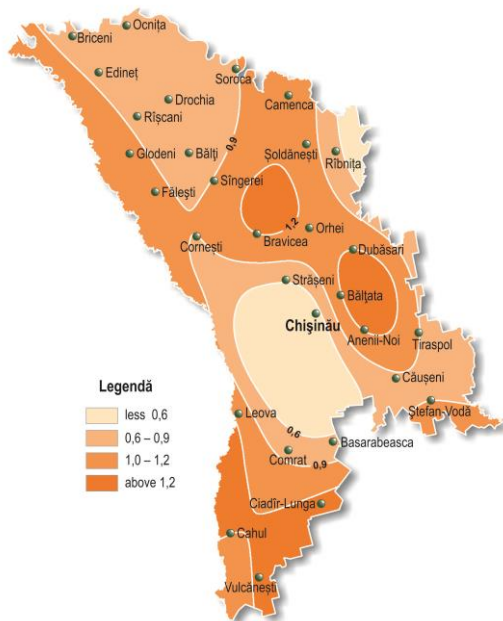 Ocnița
Briceni
Edineț
Soroca
Drochia
Camenca
Rîșcani
0,9
Glodeni
Bălți
Șoldănești
Rîbnița
Sîngerei
Fălești
1,2
Orhei
Bravicea
Cornești
Dubăsari
Strășeni
Bălțata
Chișinău
Anenii-Noi
Tiraspol
Căușeni
Legendă
less 0,6
0,6 – 0,9
1,0 – 1,2
above 1,2
Ștefan-Vodă
Leova
0,6
Basarabeasca
Comrat
0,9
Ciadîr-Lunga
Cahul
Vulcănești